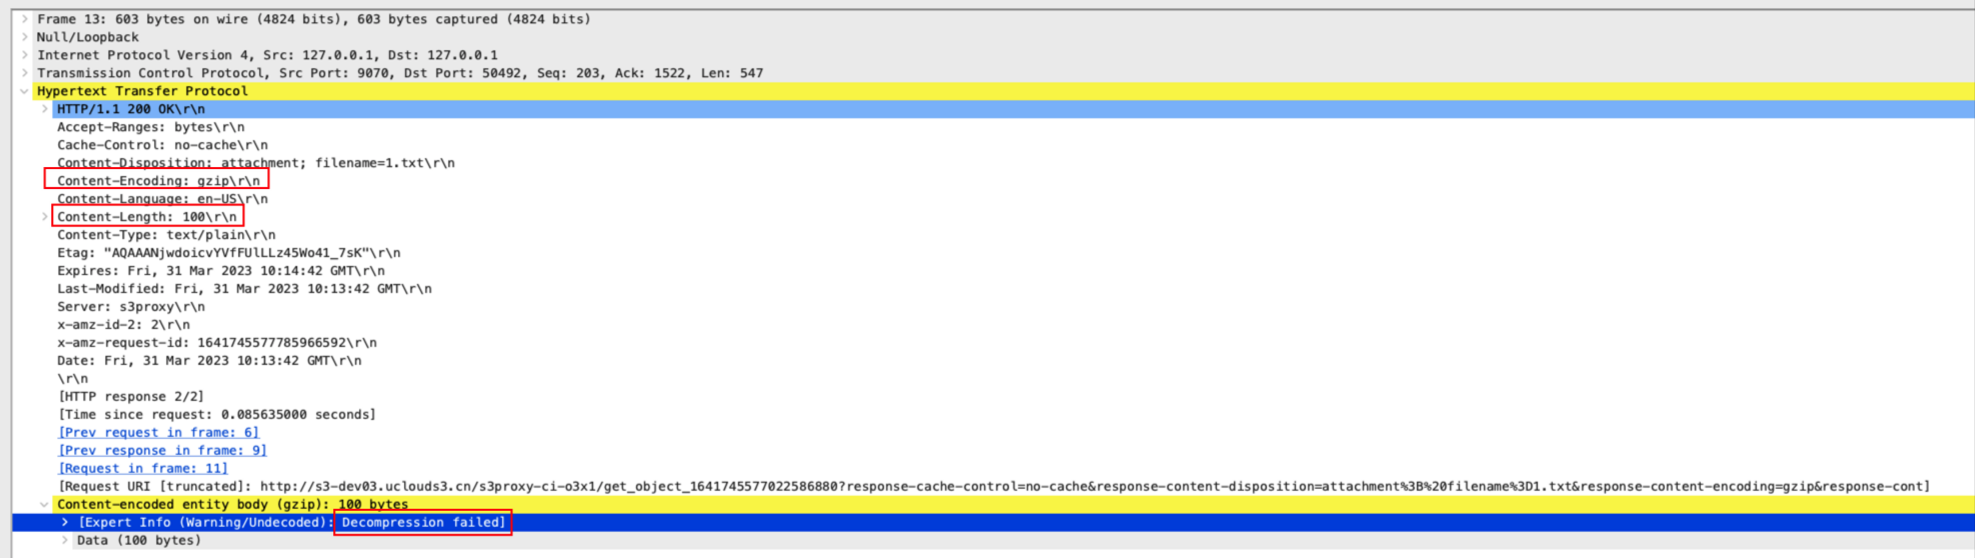 Frame 13: 603 bytes on wire (4824 bits), 603 bytes captured (4824 bits)
Null/Loopback
Internet Protocol Version 4, Src: 127.0.0.1, Dst: 127.0.0.1
Transmission Control Protocol, Src Port: 9070, Dst Port: 50492, Seq: 203, Ack: 1522, Len: 547
Hypertext Transfer Protocol
HTTP/1.1 200 OK\r\n
Accept-Ranges: bytes\r\n
Cache-Control: no-cache\r\n
Content-Disposition: attachment; filename=1.txt\r\n
Content-Encoding: gzip\r\n
Content-Language: en-US\r\n
Content-Length: 100\r\n
Content-Type: text/plain\r\n
Etag: "AQAAANjwdoicvYVfFUlLLz45Wo41_7sK"\r\n
Expires: Fri, 31 Mar 2023 10:14:42 GMT\r\n
Last-Modified: Fri, 31 Mar 2023 10:13:42 GMT\r\n
Server: s3proxy\r\n
x-amz-id-2: 2\r\n
x-amz-request-id: 1641745577785966592\r\n
Date: Fri, 31 Mar 2023 10:13:42 GMT\r\n
\r\n
[HTTP response 2/2]
[Time since request: 0.085635000 seconds]
[Prev request in frame: 6]
[Prev response in frame: 9]
[Request in frame: 11]
[Request URI [truncated]: http://s3-dev03.uclouds3.cn/s3proxy-ci-o3x1/get_object_1641745577022586880?response-cache-control=no-cache&response-content-disposition=attachment%3B%20filename%3D1.txt&response-content-encoding=gzip&response-cont]
Content-encoded entity body (gzip): 100 bytes
[Expert Info (Warning/Undecoded): Decompression failed]
Data (100 bytes)